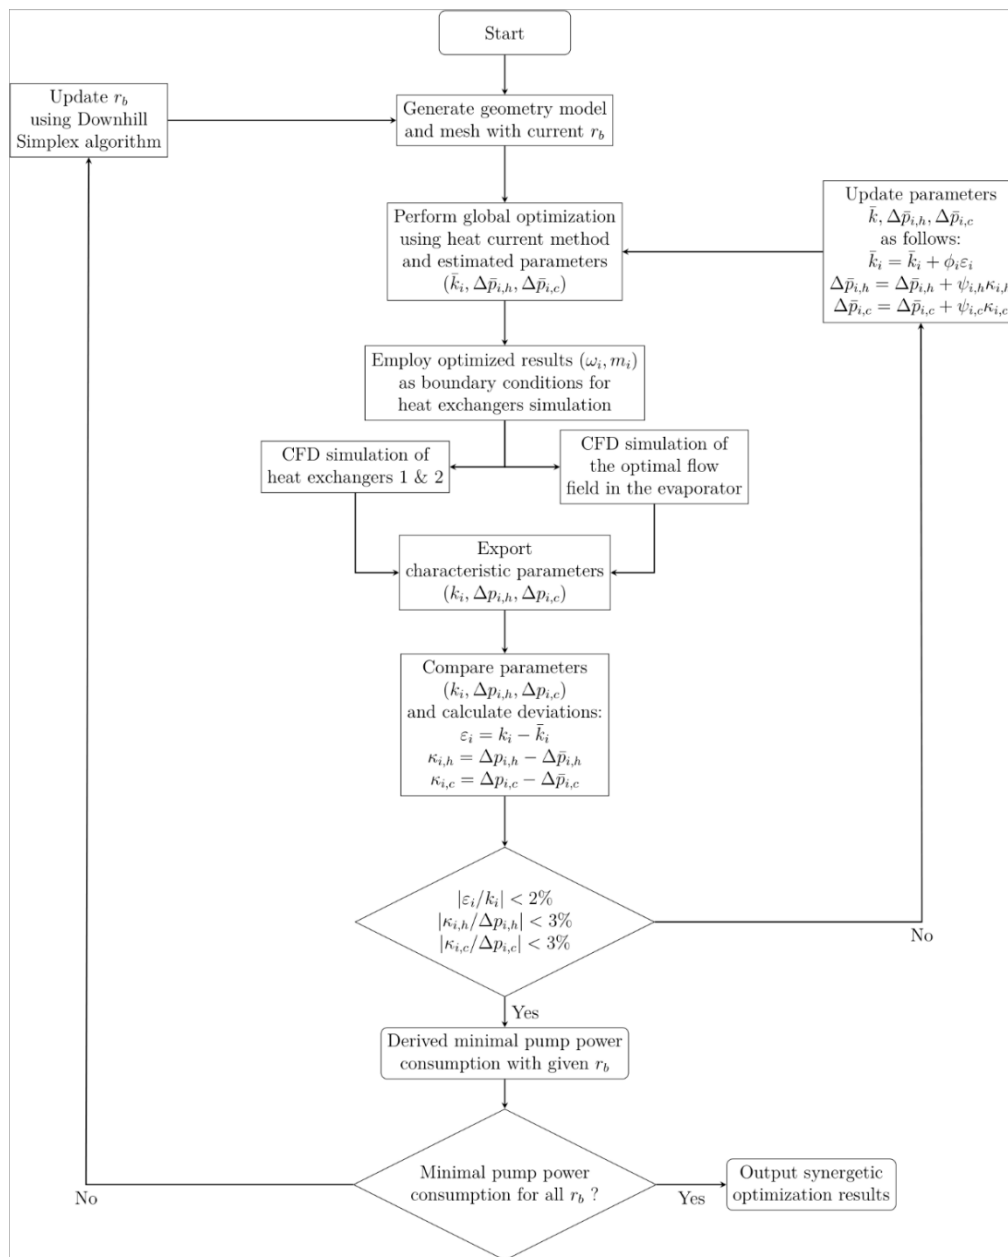 Start
Update r_b
using Downhill
Simplex algorithm
Generate geometry model
and mesh with current r_b
Update parameters
k̄, Δp̄_{i,h}, Δp̄_{i,c}
as follows:
k̄_i = k̄_i + ϕ_iε_i
Δp̄_{i,h} = Δp̄_{i,h} + ψ_{i,h}κ_{i,h}
Δp̄_{i,c} = Δp̄_{i,c} + ψ_{i,c}κ_{i,c}
Perform global optimization
using heat current method
and estimated parameters
(k̄_i, Δp̄_{i,h}, Δp̄_{i,c})
Employ optimized results (ω_i, m_i)
as boundary conditions for
heat exchangers simulation
CFD simulation of
heat exchangers 1 & 2
CFD simulation of
the optimal flow
field in the evaporator
Export
characteristic parameters
(k_i, Δp_{i,h}, Δp_{i,c})
Compare parameters
(k_i, Δp_{i,h}, Δp_{i,c})
and calculate deviations:
ε_i = k_i − k̄_i
κ_{i,h} = Δp_{i,h} − Δp̄_{i,h}
κ_{i,c} = Δp_{i,c} − Δp̄_{i,c}
|ε_i/k_i| < 2%
|κ_{i,h}/Δp_{i,h}| < 3%
|κ_{i,c}/Δp_{i,c}| < 3%
No
Yes
Derived minimal pump power
consumption with given r_b
Minimal pump power
consumption for all r_b ?
No
Yes
Output synergetic
optimization results